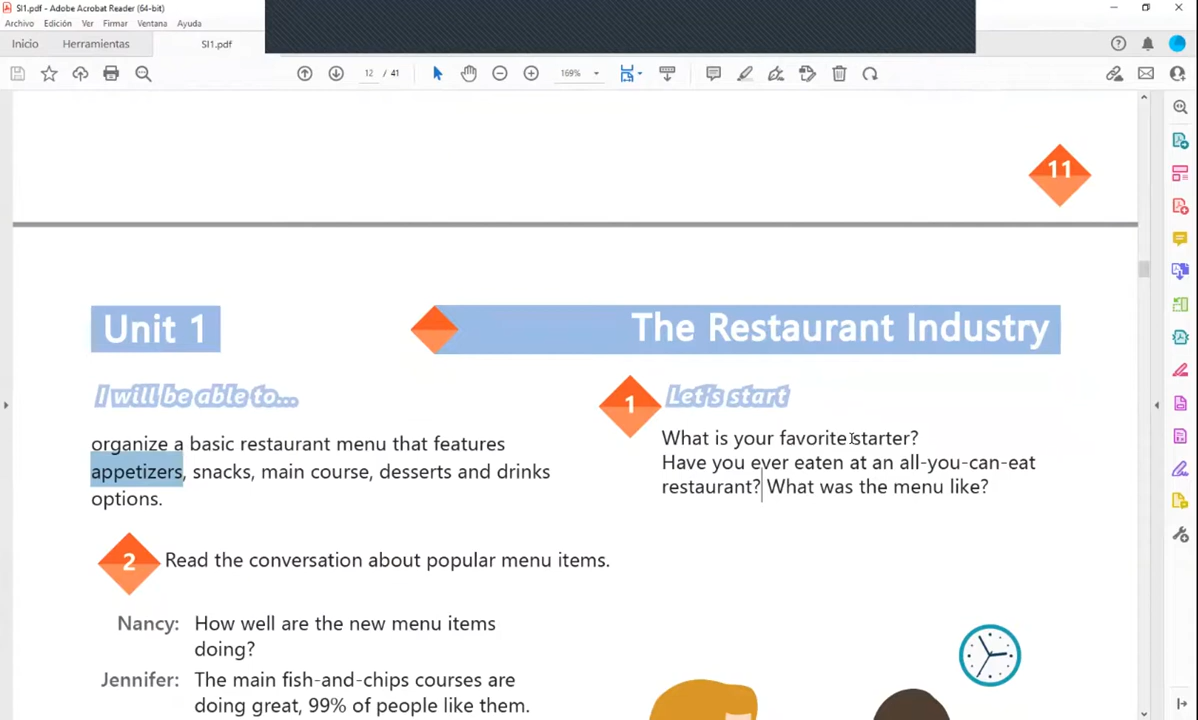 SI1.pdf - Adobe Acrobat Reader (64-bit)
Archivo Edición Ver Firmar Ventana Ayuda
Inicio Herramientas SI1.pdf
12 / 41 169%
11
Unit 1 The Restaurant Industry
I will be able to...
organize a basic restaurant menu that features
appetizers, snacks, main course, desserts and drinks
options.
1 Let's start
What is your favorite starter?
Have you ever eaten at an all-you-can-eat
restaurant? What was the menu like?
2 Read the conversation about popular menu items.
Nancy: How well are the new menu items
doing?
Jennifer: The main fish-and-chips courses are
doing great, 99% of people like them.